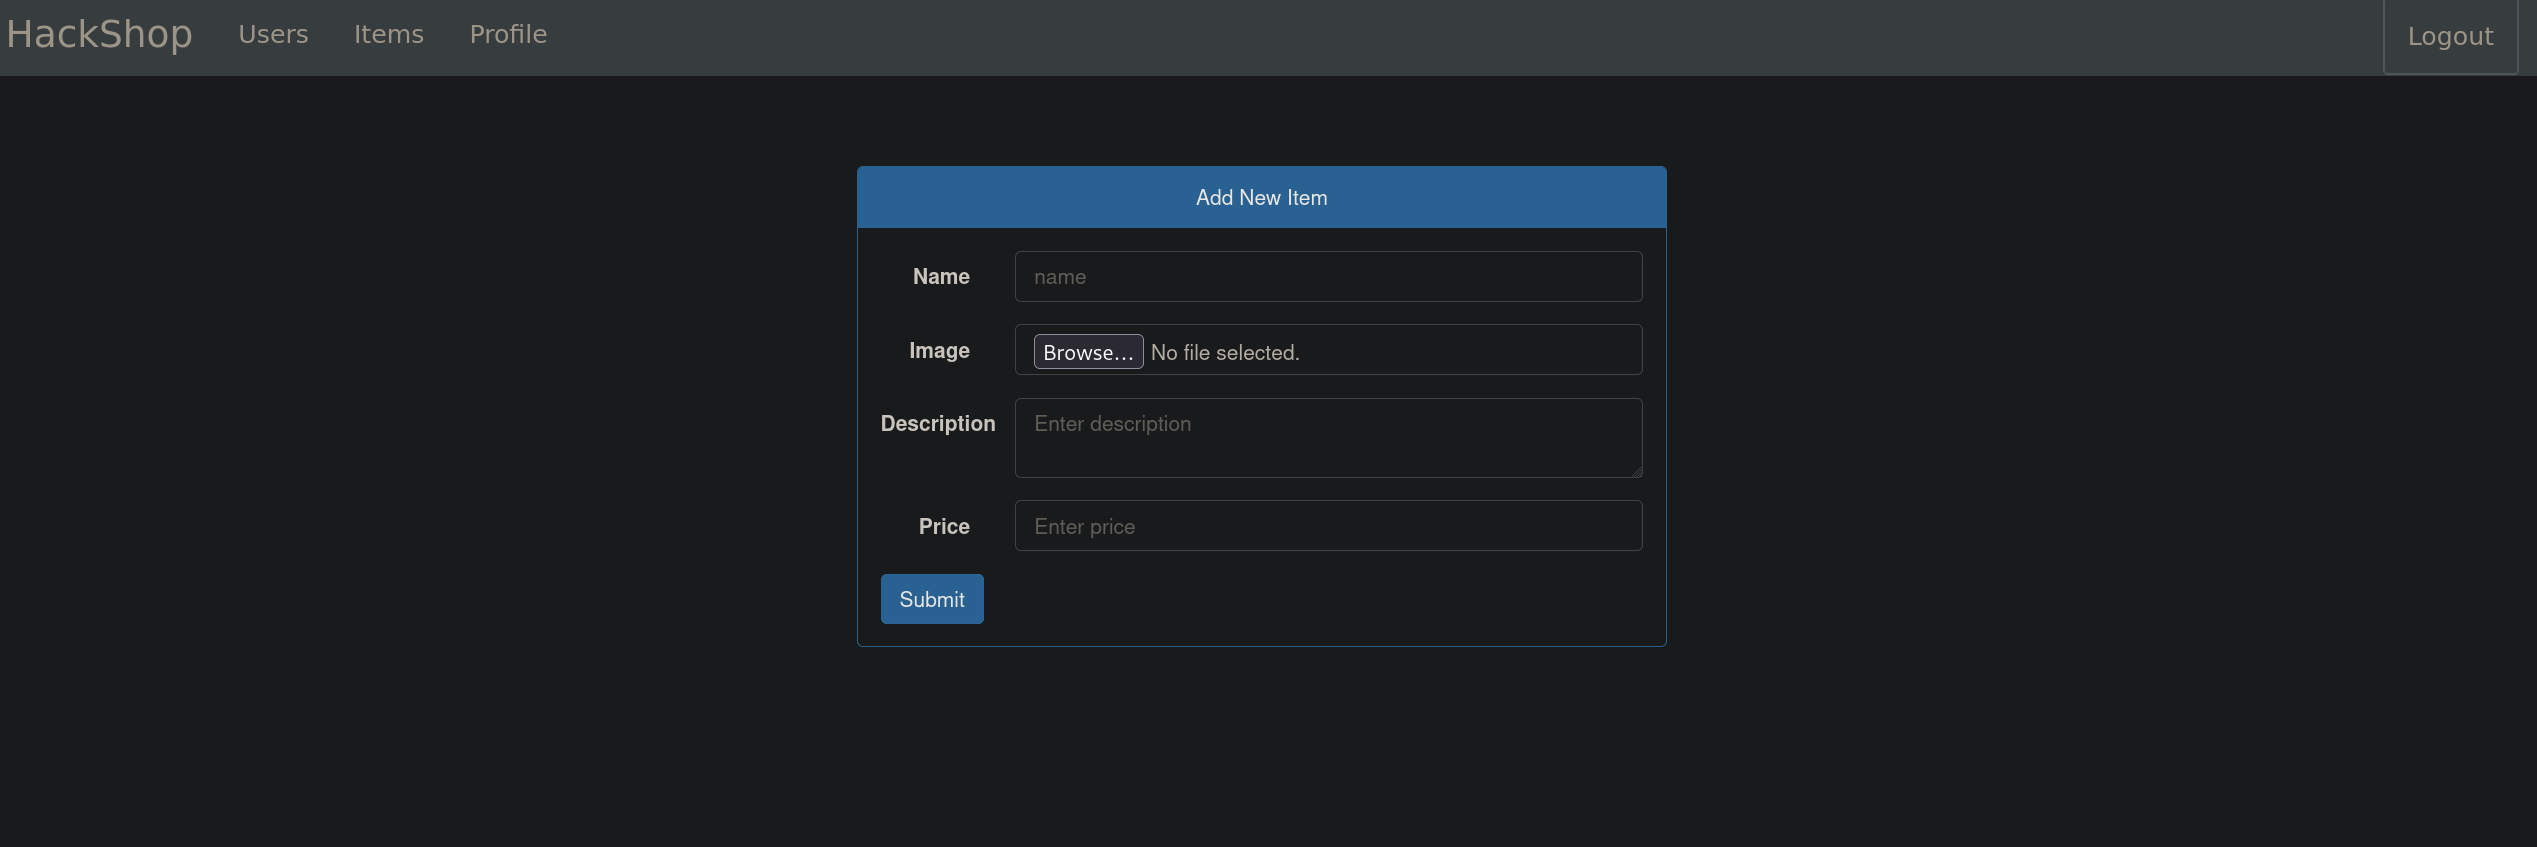 HackShop Users Items Profile Logout
Add New Item
Name name
Image Browse... No file selected.
Description Enter description
Price Enter price
Submit